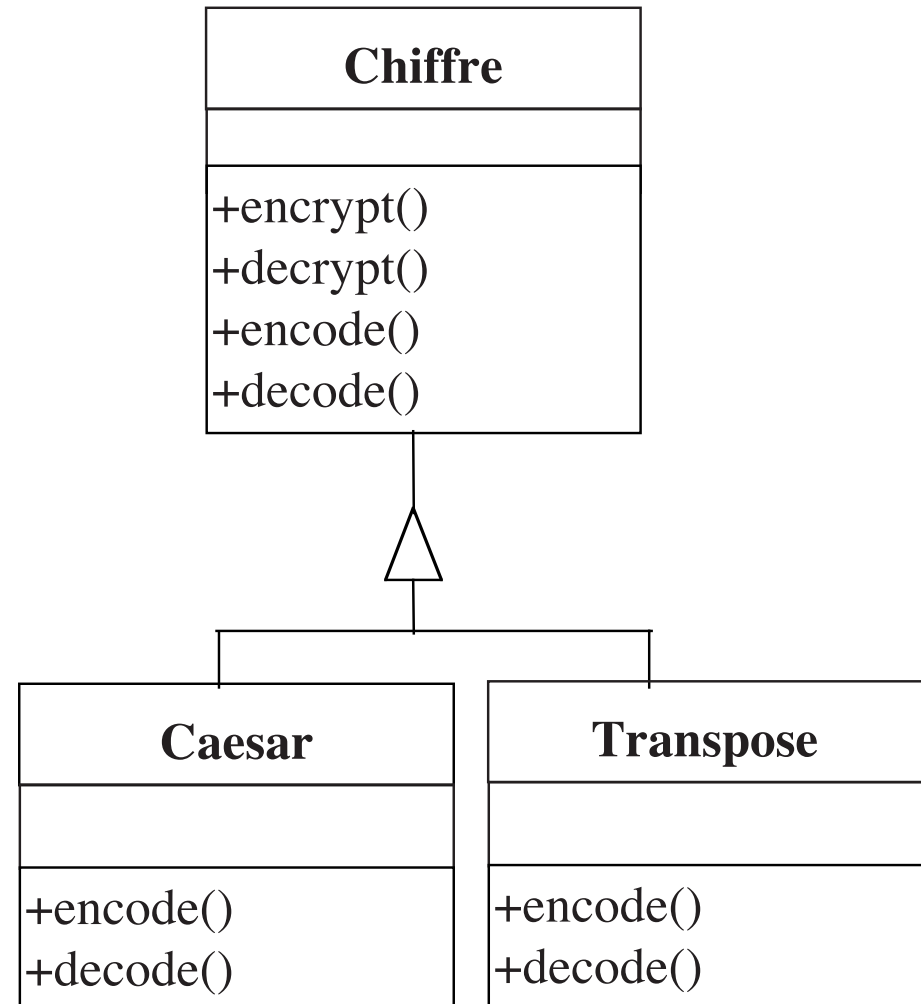 Chiffre
+encrypt()
+decrypt()
+encode()
+decode()
Caesar
+encode()
+decode()
Transpose
+encode()
+decode()